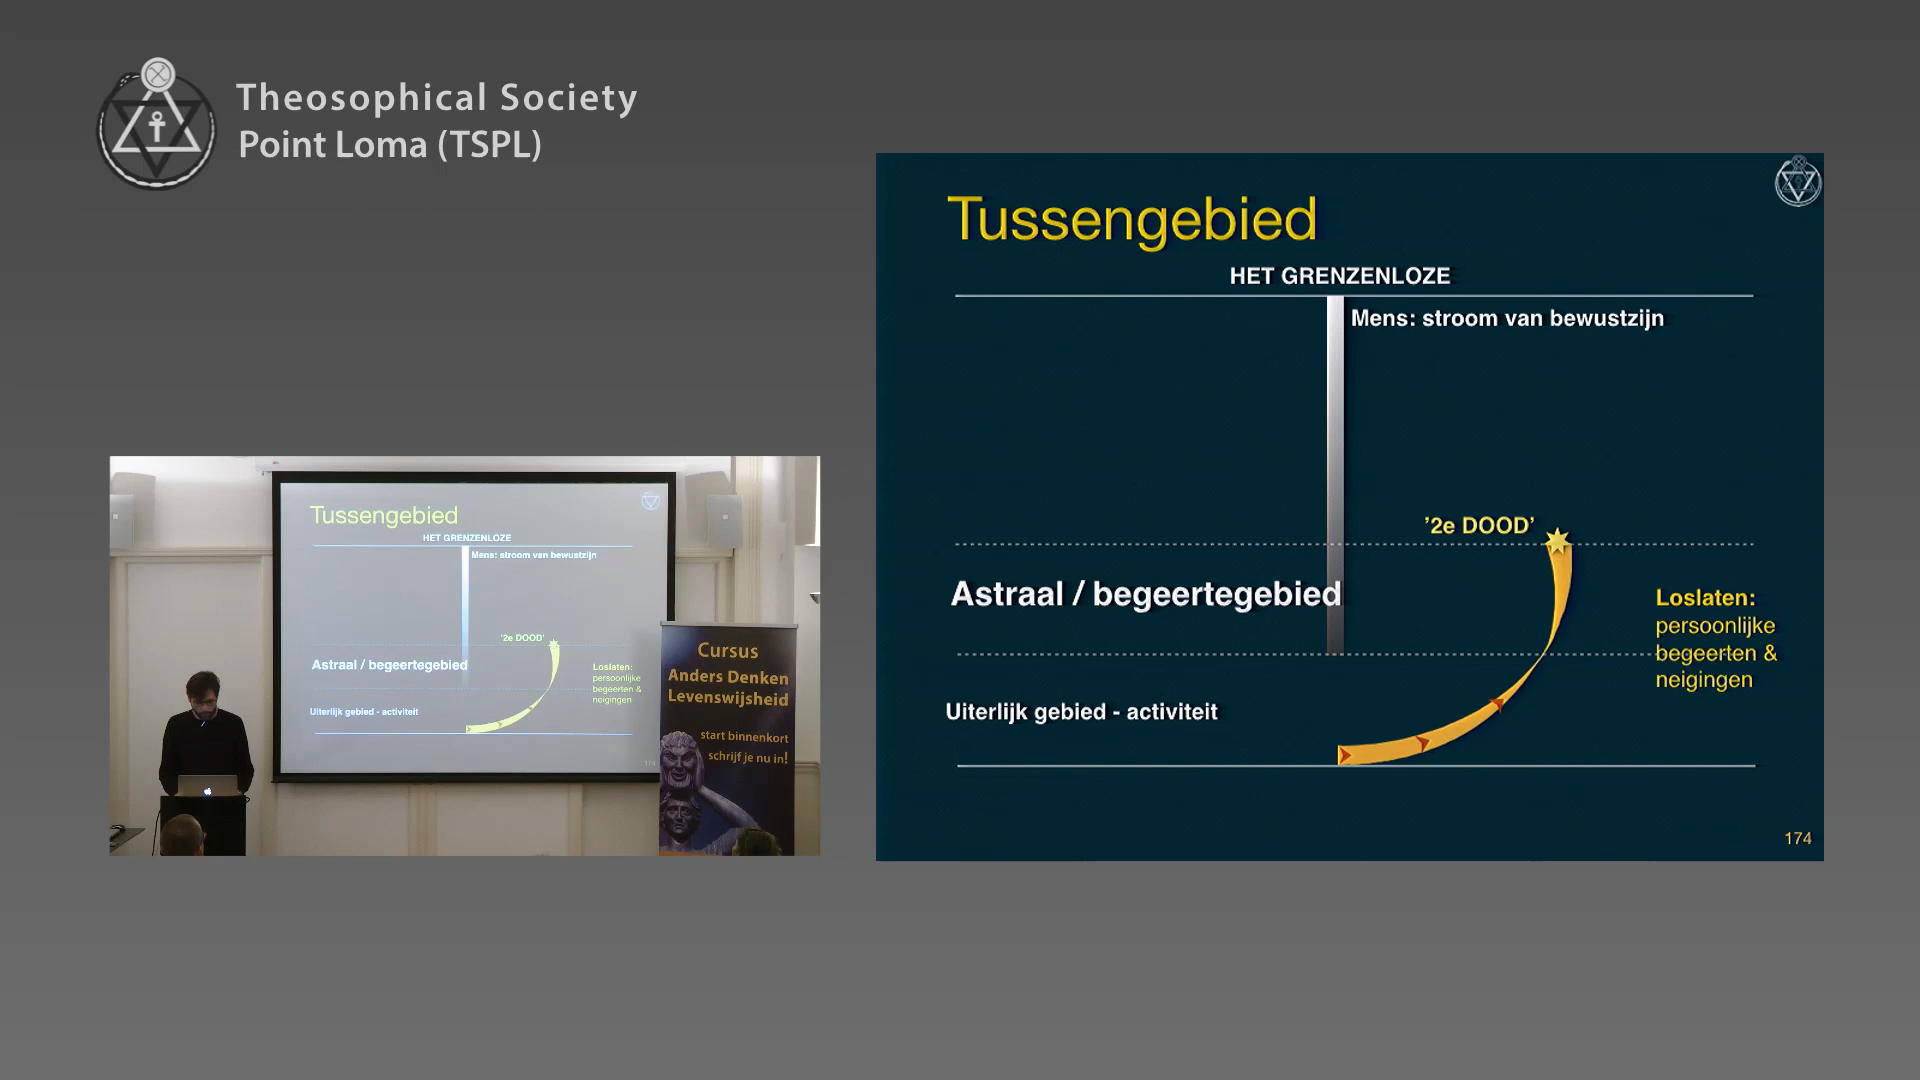 Theosophical Society
Point Loma (TSPL)
Tussengebied
HET GRENZENLOZE
Mens: stroom van bewustzijn
'2e DOOD'
Astraal / begeertegebied
Loslaten:
persoonlijke
begeerten &
neigingen
Uiterlijk gebied - activiteit
174
Tussengebied
HET GRENZENLOZE
Mens: stroom van bewustzijn
'2e DOOD'
Astraal / begeertegebied
Loslaten:
persoonlijke
begeerten &
neigingen
Uiterlijk gebied - activiteit
174
Cursus
Anders Denken
Levenswijsheid
start binnenkort
schrijf je nu in!